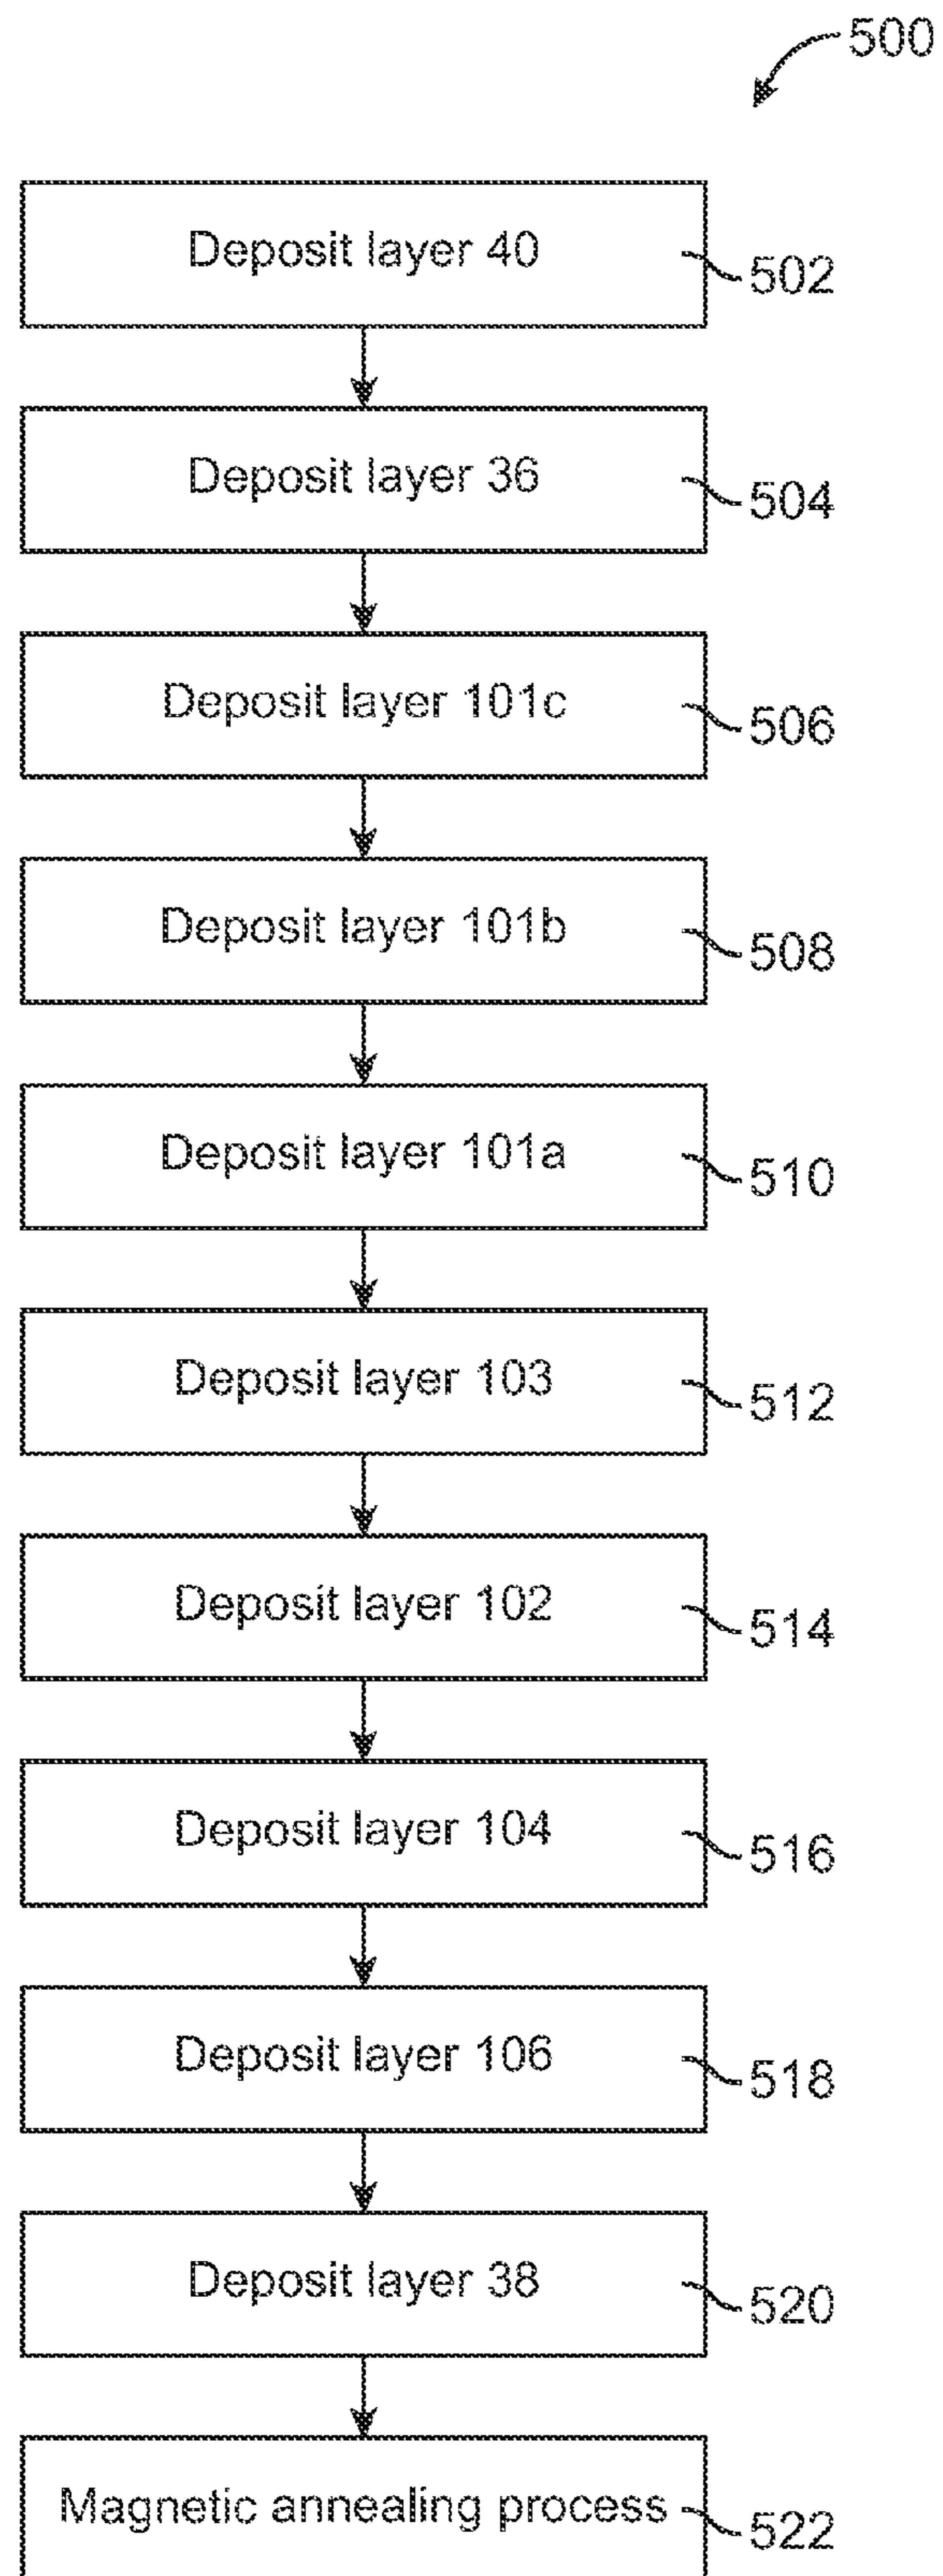 500
Deposit layer 40
502
Deposit layer 36
504
Deposit layer 101c
506
Deposit layer 101b
508
Deposit layer 101a
510
Deposit layer 103
512
Deposit layer 102
514
Deposit layer 104
516
Deposit layer 106
518
Deposit layer 38
520
Magnetic annealing process
522